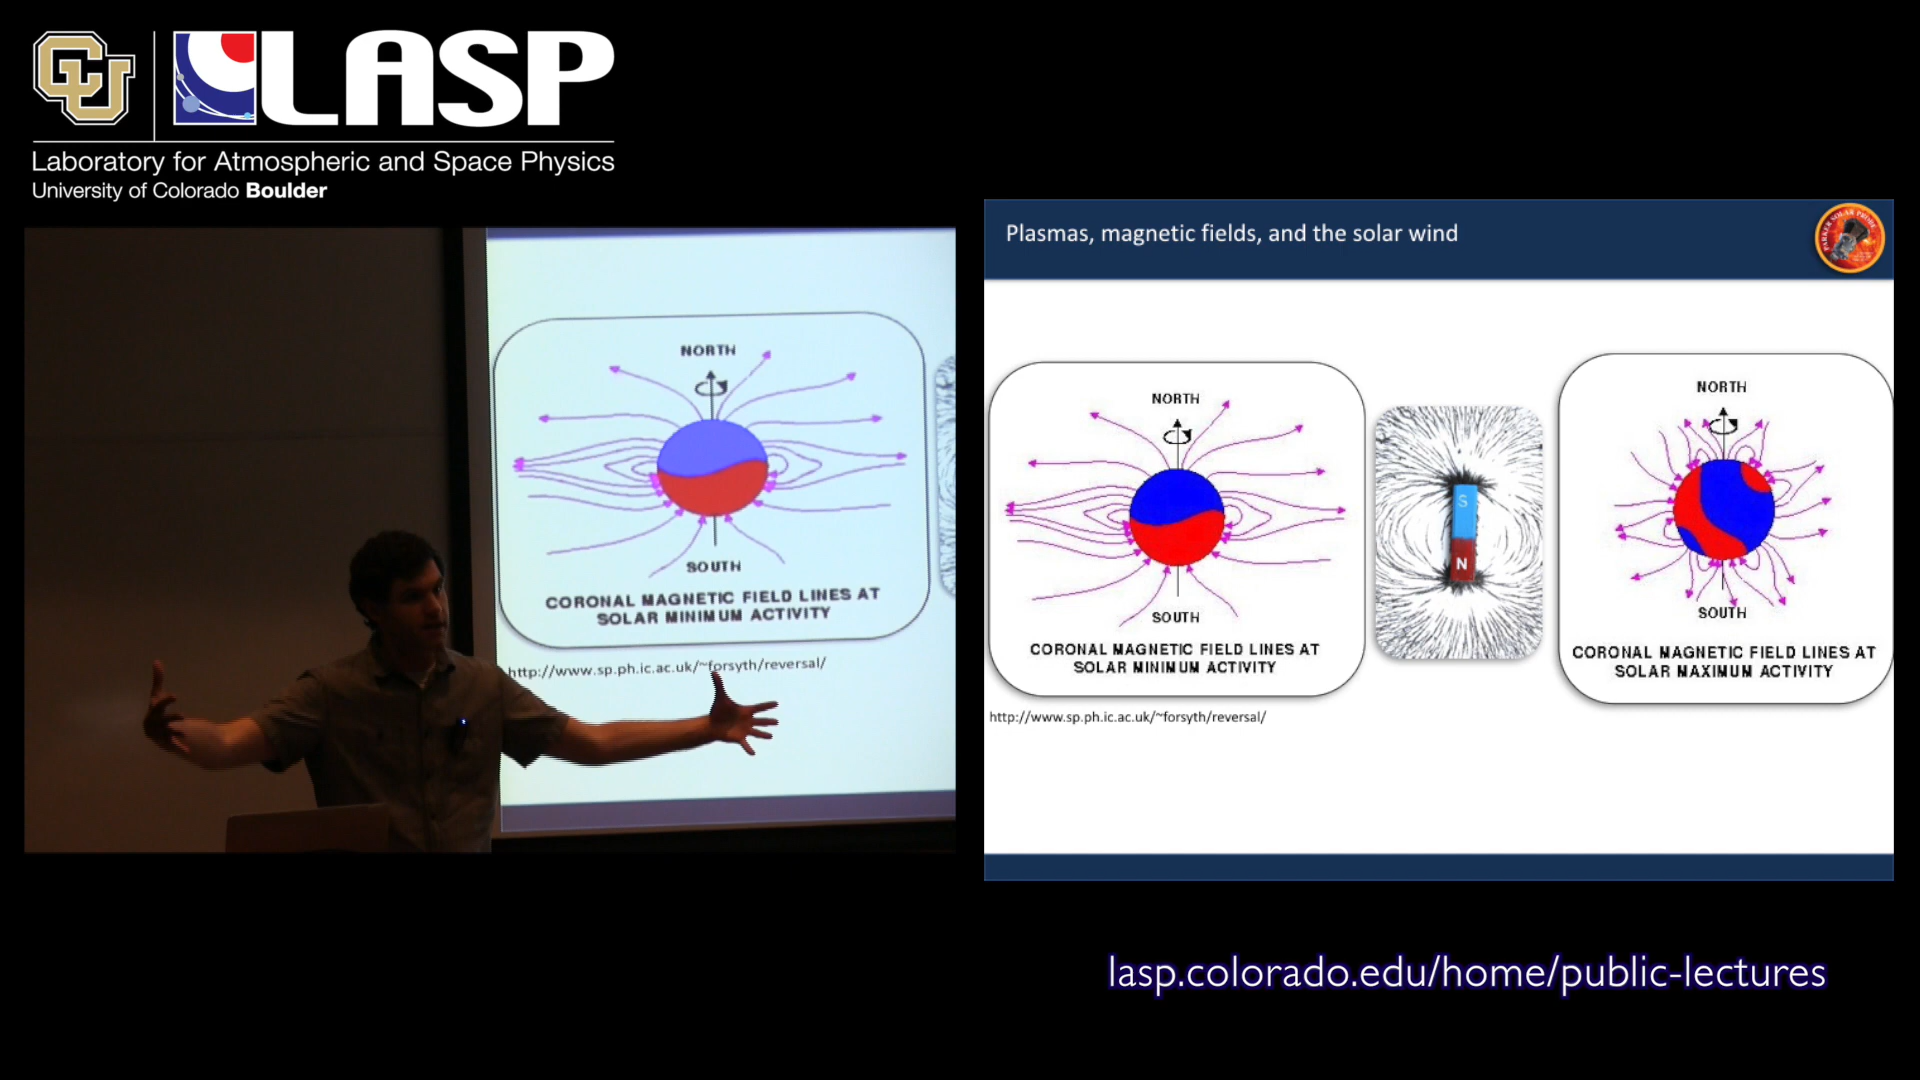 CU
LASP
Laboratory for Atmospheric and Space Physics
University of Colorado Boulder
NORTH
SOUTH
CORONAL MAGNETIC FIELD LINES AT
SOLAR MINIMUM ACTIVITY
http://www.sp.ph.ic.ac.uk/~forsyth/reversal/
Plasmas, magnetic fields, and the solar wind
PARKER SOLAR PROBE
NORTH
SOUTH
CORONAL MAGNETIC FIELD LINES AT
SOLAR MINIMUM ACTIVITY
http://www.sp.ph.ic.ac.uk/~forsyth/reversal/
S
N
NORTH
SOUTH
CORONAL MAGNETIC FIELD LINES AT
SOLAR MAXIMUM ACTIVITY
lasp.colorado.edu/home/public-lectures